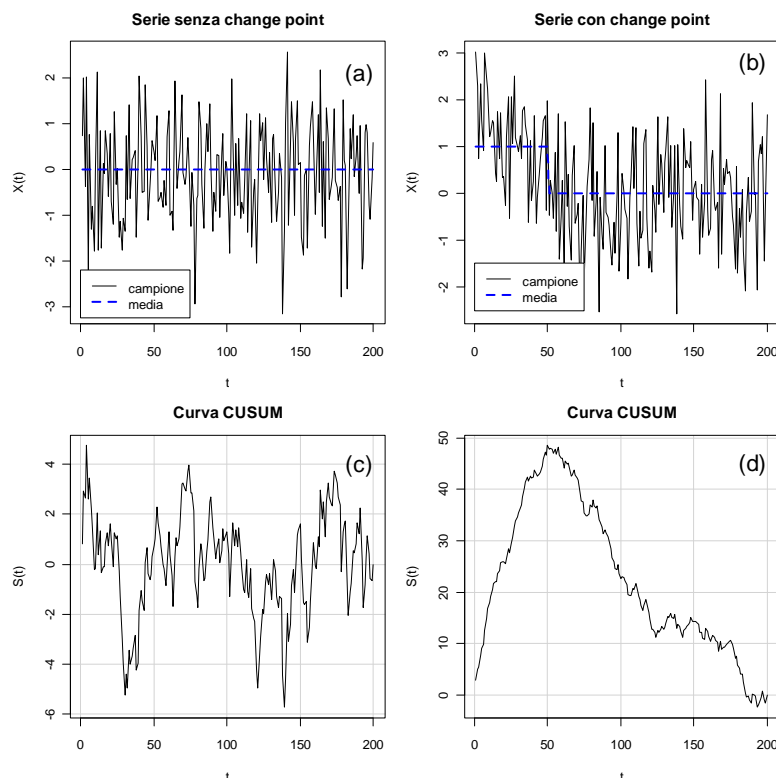 Serie senza change point
(a)
X(t)
2
1
0
-1
-2
-3
campione
media
0 50 100 150 200
t
Serie con change point
(b)
X(t)
3
2
1
0
-1
-2
campione
media
0 50 100 150 200
t
Curva CUSUM
(c)
S(t)
4
2
0
-2
-4
-6
0 50 100 150 200
t
Curva CUSUM
(d)
S(t)
50
40
30
20
10
0
0 50 100 150 200
t